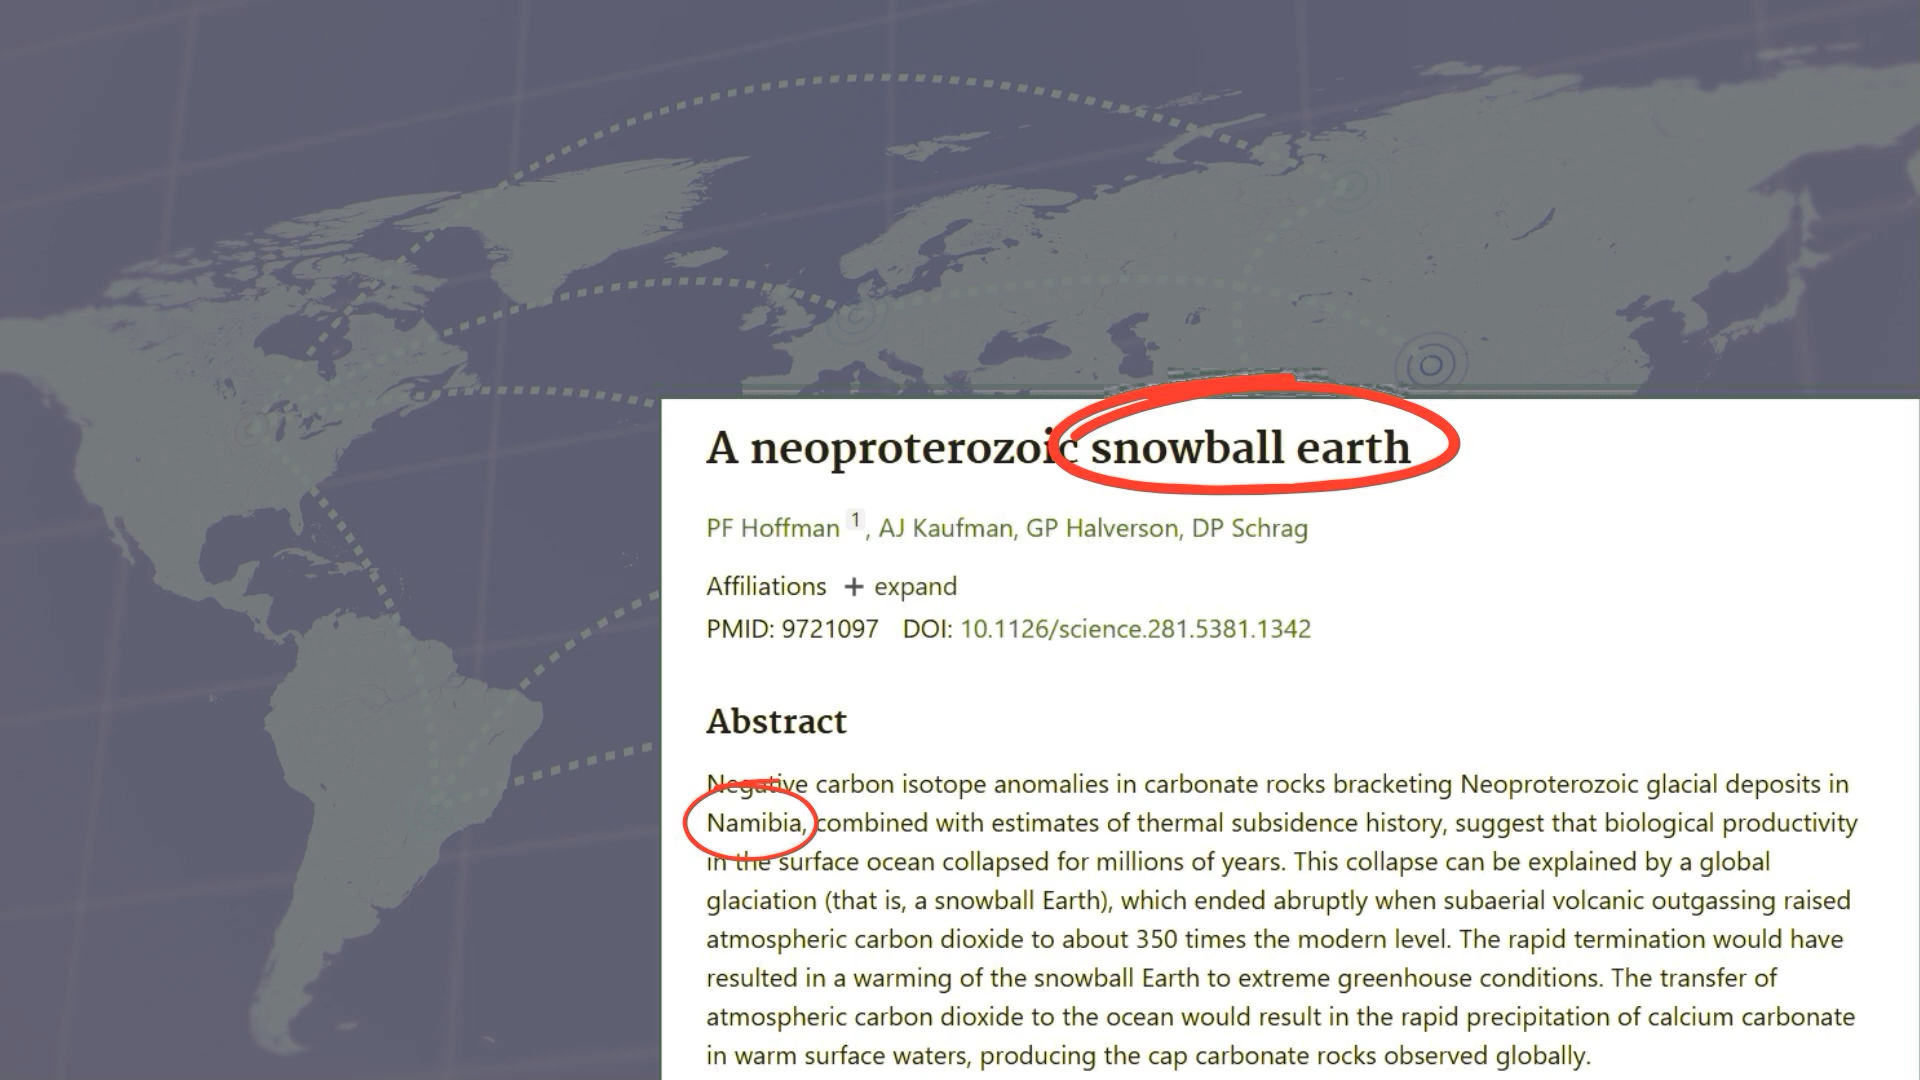 A neoproterozoic snowball earth
PF Hoffman 1, AJ Kaufman, GP Halverson, DP Schrag
Affiliations + expand
PMID: 9721097 DOI: 10.1126/science.281.5381.1342
Abstract
Negative carbon isotope anomalies in carbonate rocks bracketing Neoproterozoic glacial deposits in
Namibia, combined with estimates of thermal subsidence history, suggest that biological productivity
in the surface ocean collapsed for millions of years. This collapse can be explained by a global
glaciation (that is, a snowball Earth), which ended abruptly when subaerial volcanic outgassing raised
atmospheric carbon dioxide to about 350 times the modern level. The rapid termination would have
resulted in a warming of the snowball Earth to extreme greenhouse conditions. The transfer of
atmospheric carbon dioxide to the ocean would result in the rapid precipitation of calcium carbonate
in warm surface waters, producing the cap carbonate rocks observed globally.